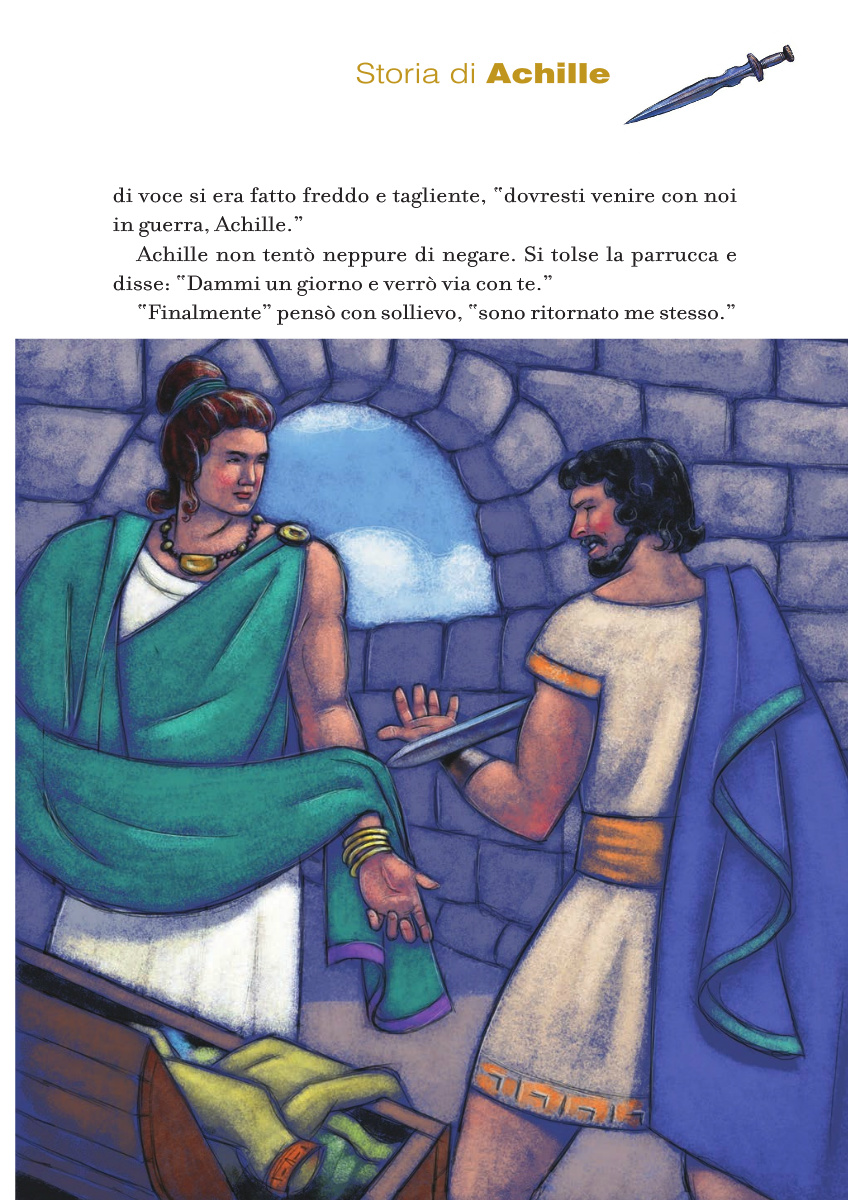 Storia di Achille
di voce si era fatto freddo e tagliente, “dovresti venire con noi
in guerra, Achille.”
Achille non tentò neppure di negare. Si tolse la parrucca e
disse: “Dammi un giorno e verrò via con te.”
“Finalmente” pensò con sollievo, “sono ritornato me stesso.”